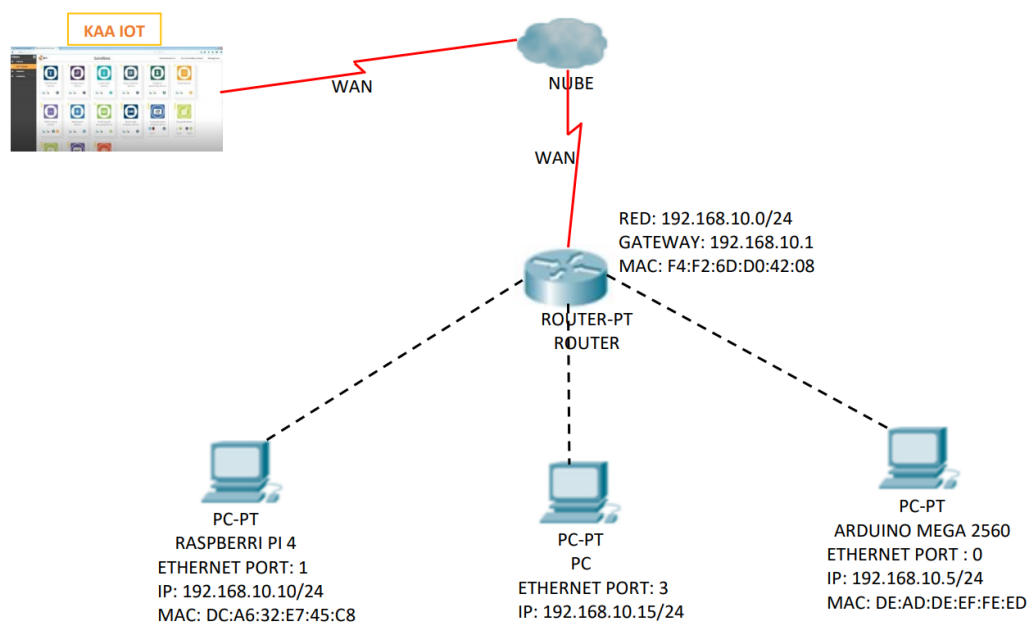 KAA IOT
WAN
NUBE
WAN
RED: 192.168.10.0/24
GATEWAY: 192.168.10.1
MAC: F4:F2:6D:D0:42:08
ROUTER-PT
ROUTER
PC-PT
RASPBERRI PI 4
ETHERNET PORT: 1
IP: 192.168.10.10/24
MAC: DC:A6:32:E7:45:C8
PC-PT
PC
ETHERNET PORT: 3
IP: 192.168.10.15/24
PC-PT
ARDUINO MEGA 2560
ETHERNET PORT : 0
IP: 192.168.10.5/24
MAC: DE:AD:DE:EF:FE:ED